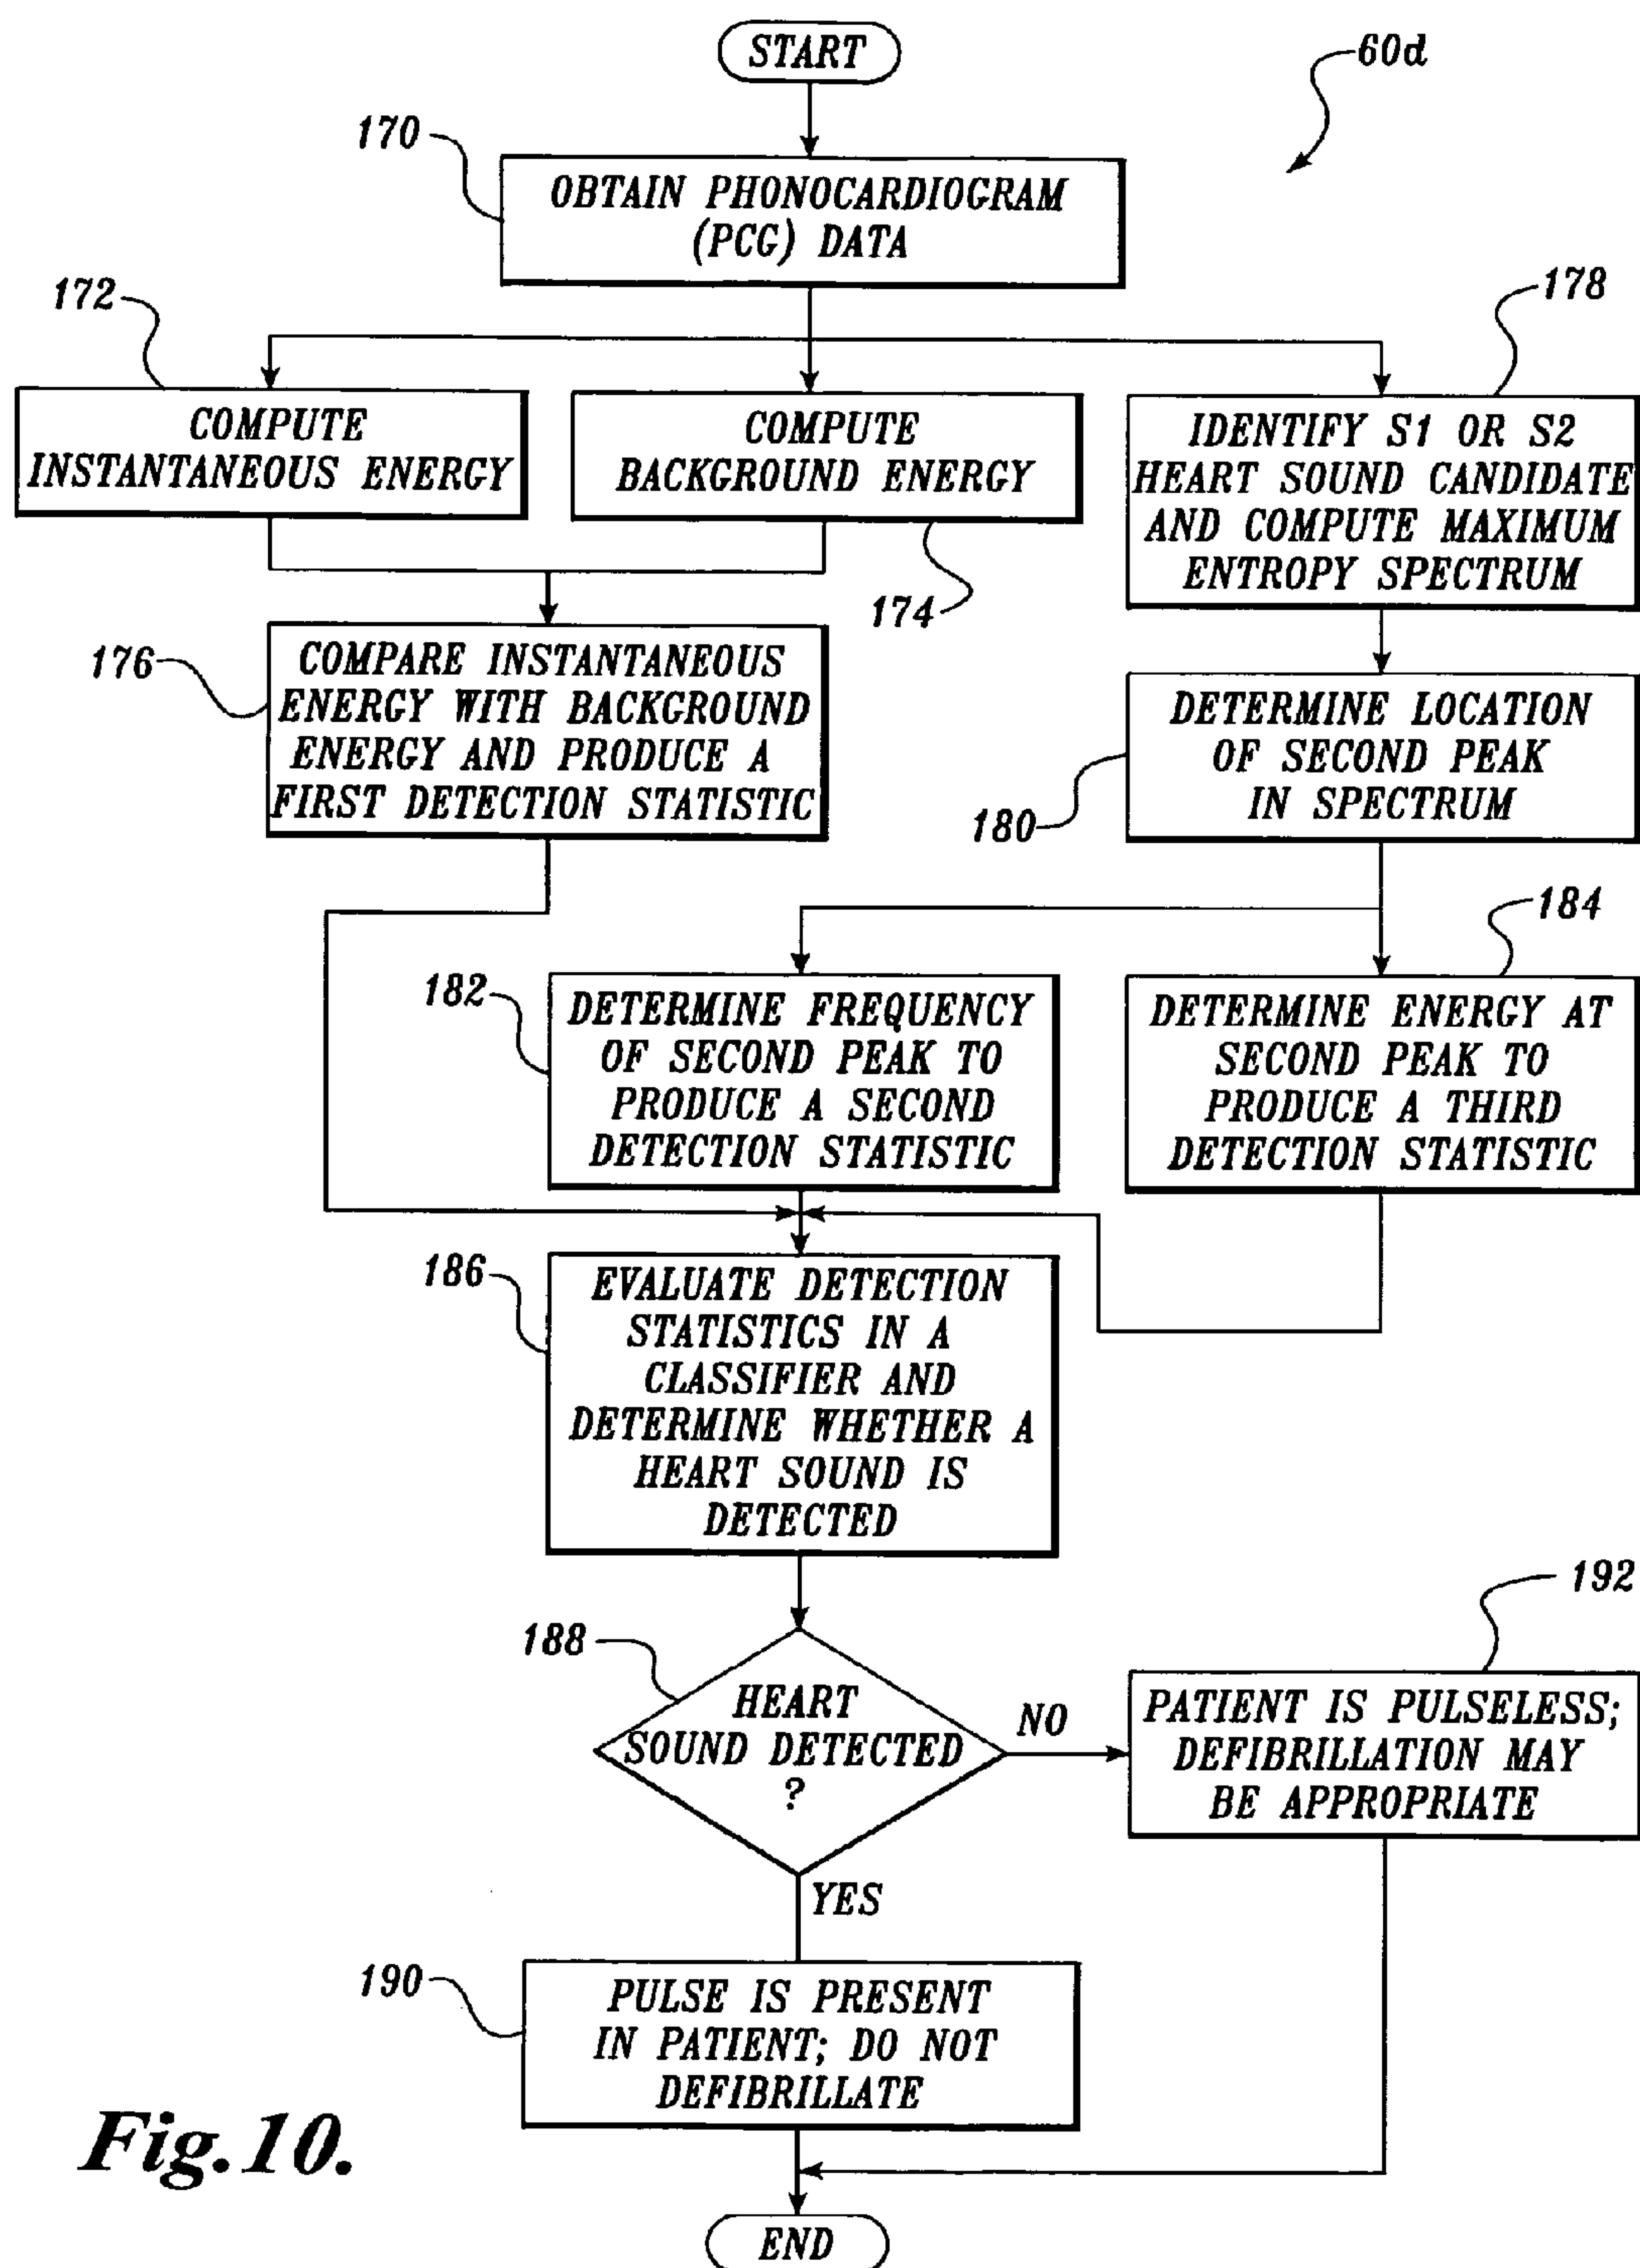 START
60d
170
OBTAIN PHONOCARDIOGRAM
(PCG) DATA
172
178
COMPUTE
INSTANTANEOUS ENERGY
COMPUTE
BACKGROUND ENERGY
174
IDENTIFY S1 OR S2
HEART SOUND CANDIDATE
AND COMPUTE MAXIMUM
ENTROPY SPECTRUM
176
COMPARE INSTANTANEOUS
ENERGY WITH BACKGROUND
ENERGY AND PRODUCE A
FIRST DETECTION STATISTIC
180
DETERMINE LOCATION
OF SECOND PEAK
IN SPECTRUM
182
DETERMINE FREQUENCY
OF SECOND PEAK TO
PRODUCE A SECOND
DETECTION STATISTIC
184
DETERMINE ENERGY AT
SECOND PEAK TO
PRODUCE A THIRD
DETECTION STATISTIC
186
EVALUATE DETECTION
STATISTICS IN A
CLASSIFIER AND
DETERMINE WHETHER A
HEART SOUND IS
DETECTED
188
HEART
SOUND DETECTED
?
NO
192
PATIENT IS PULSELESS;
DEFIBRILLATION MAY
BE APPROPRIATE
YES
190
PULSE IS PRESENT
IN PATIENT; DO NOT
DEFIBRILLATE
Fig.10.
END